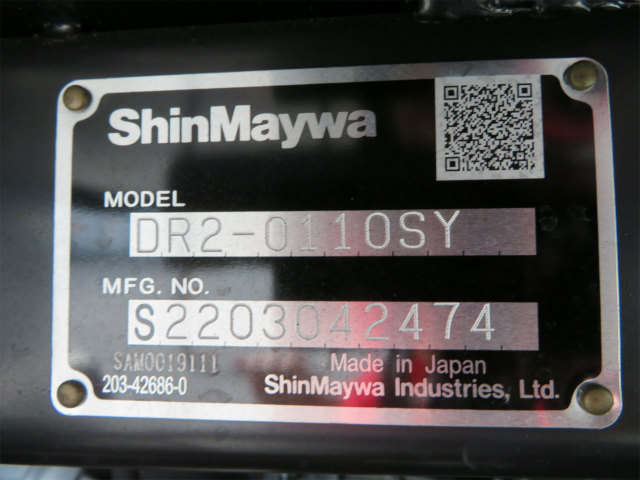 ShinMaywa
MODEL
DR2-0110SY
MFG. NO.
S2203042474
SAM0019111
Made in Japan
203-42686-0
ShinMaywa Industries, Ltd.